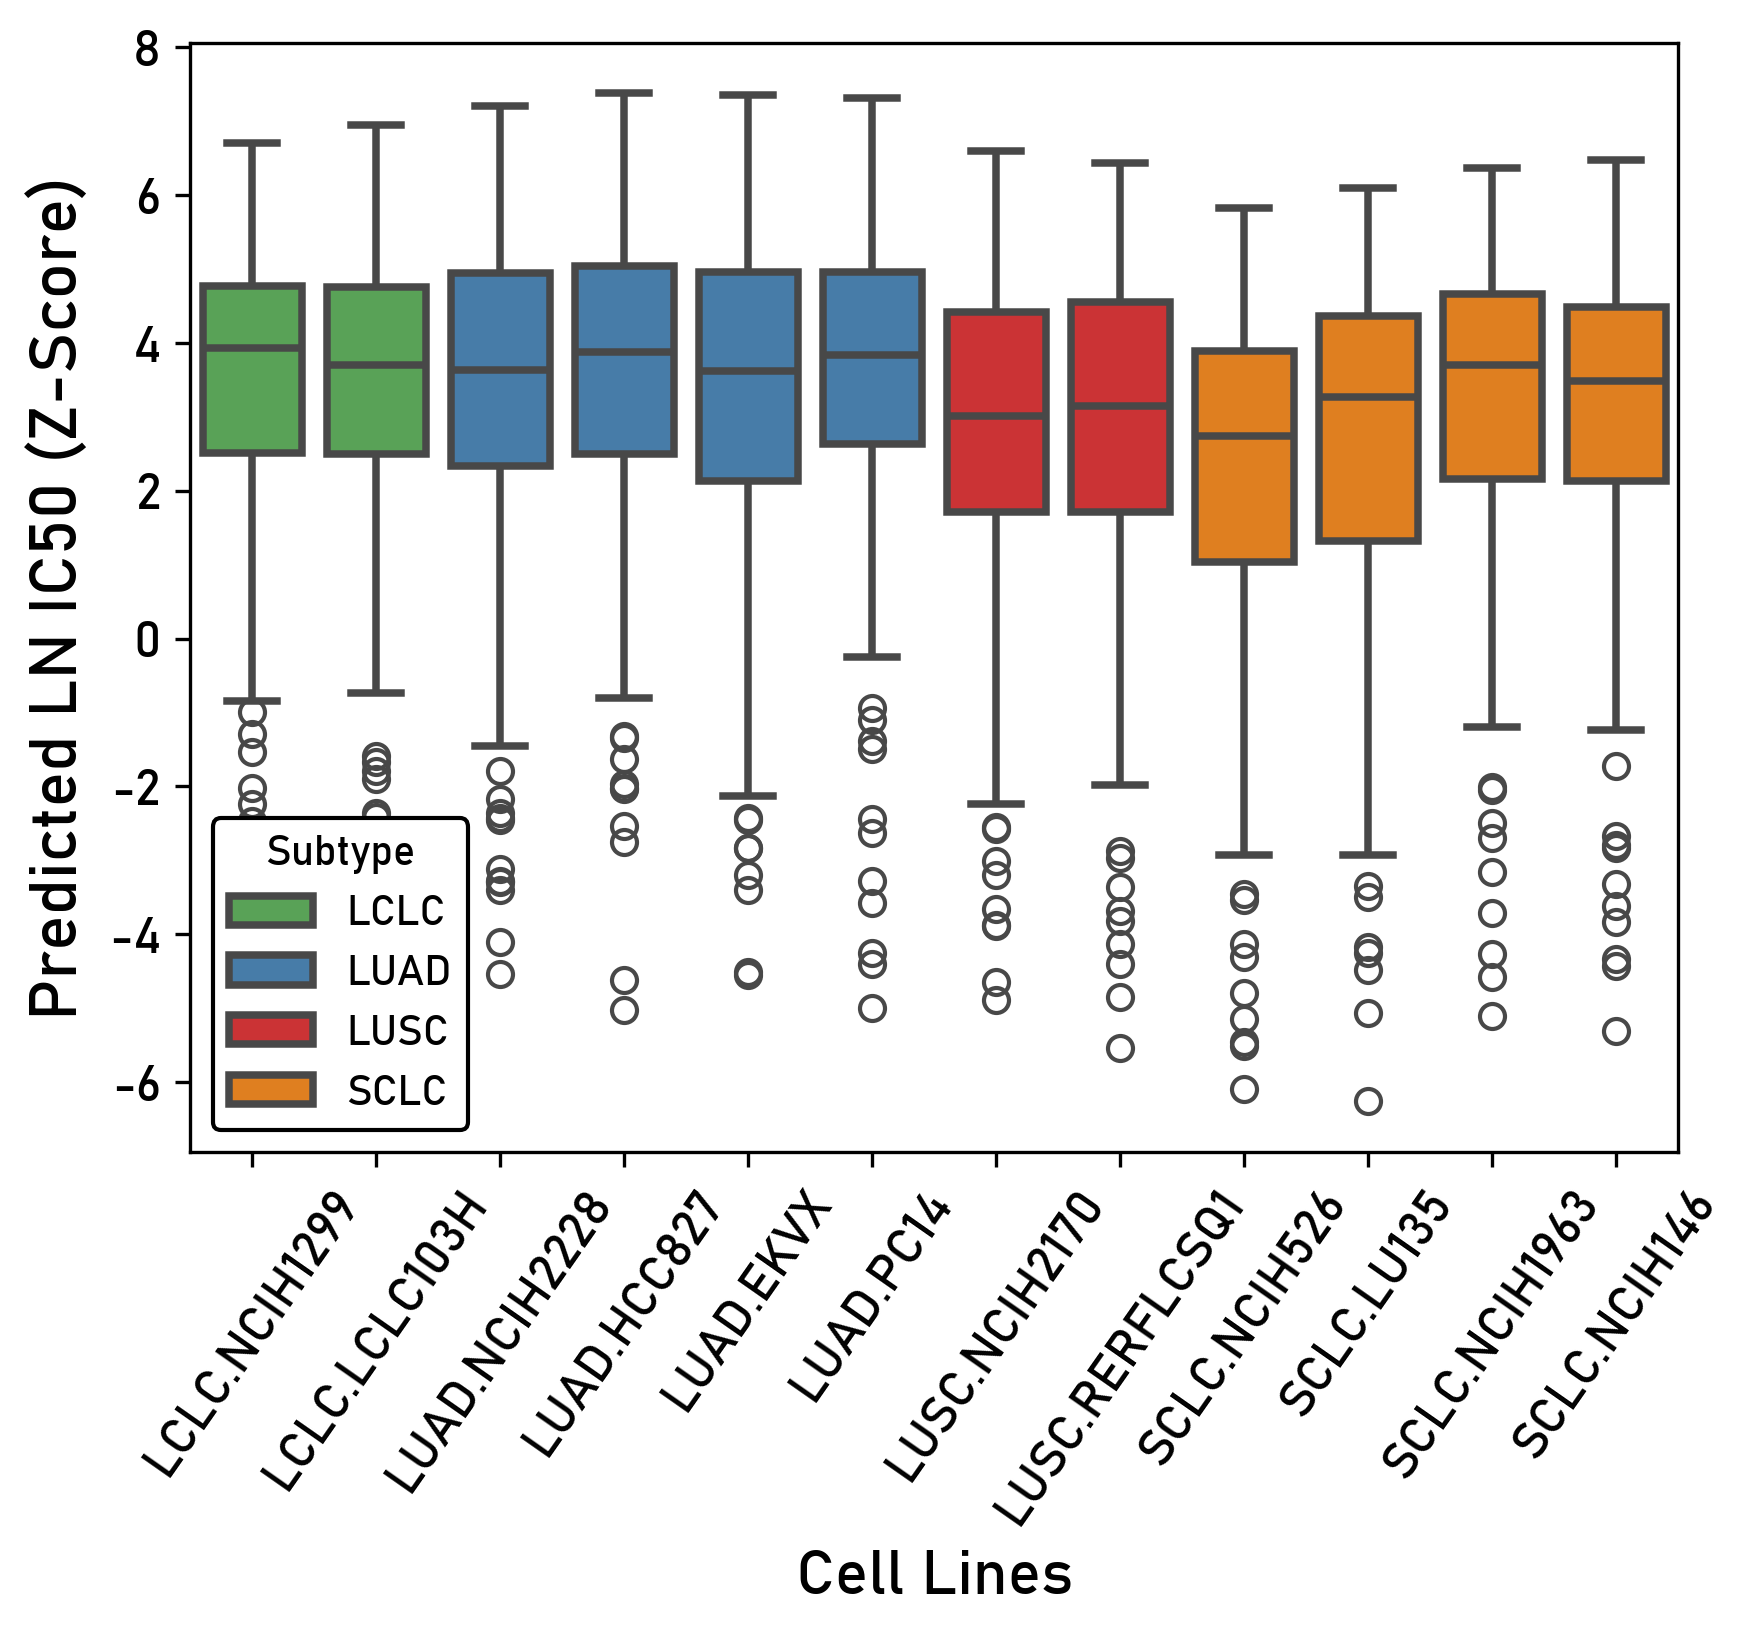 Predicted LN IC50 (Z-Score)
8
6
4
2
0
-2
-4
-6
Subtype
LCLC
LUAD
LUSC
SCLC
LCLC.NCIH1299
LCLC.LCLC103H
LUAD.NCIH2228
LUAD.HCC827
LUAD.EKVX
LUAD.PC14
LUSC.NCIH2170
LUSC.RERFLCSQ1
SCLC.NCIH526
SCLC.LU135
SCLC.NCIH1963
SCLC.NCIH146
Cell Lines